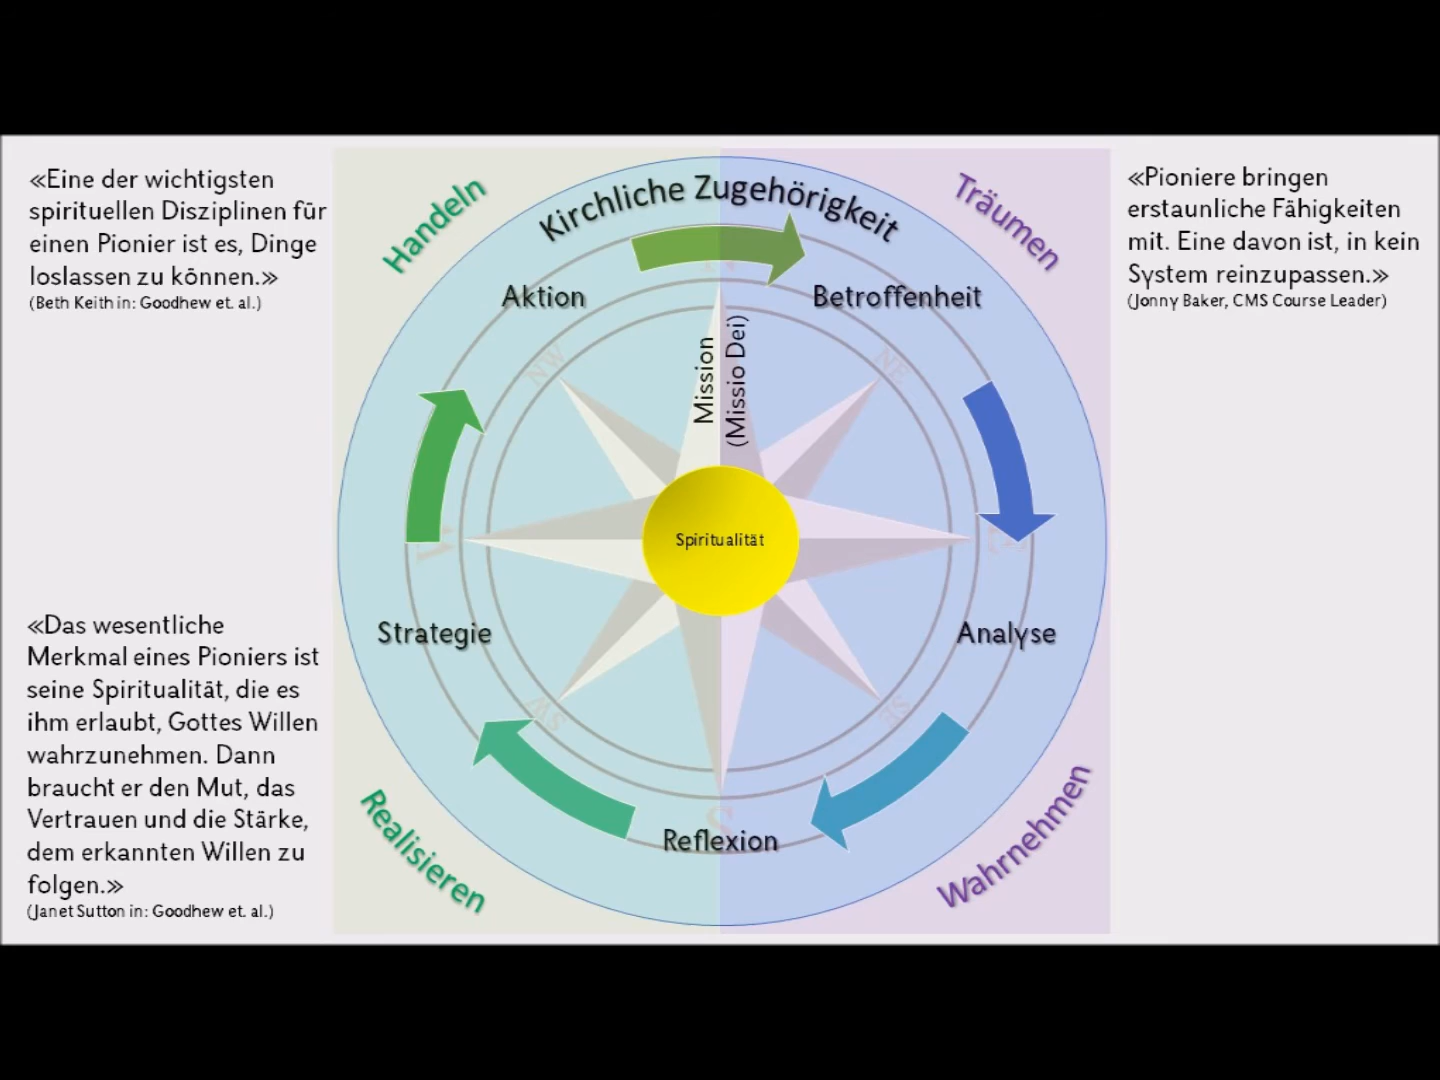 «Eine der wichtigsten
spirituellen Disziplinen für
einen Pionier ist es, Dinge
loslassen zu können.»
(Beth Keith in: Goodhew et. al.)
«Das wesentliche
Merkmal eines Pioniers ist
seine Spiritualität, die es
ihm erlaubt, Gottes Willen
wahrzunehmen. Dann
braucht er den Mut, das
Vertrauen und die Stärke,
dem erkannten Willen zu
folgen.»
(Janet Sutton in: Goodhew et. al.)
Handeln
Kirchliche Zugehörigkeit
Träumen
Aktion
Betroffenheit
Mission
(Missio Dei)
NW
NE
N
E
W
Spiritualität
Strategie
Analyse
SW
SE
S
Reflexion
Realisieren
Wahrnehmen
«Pioniere bringen
erstaunliche Fähigkeiten
mit. Eine davon ist, in kein
System reinzupassen.»
(Jonny Baker, CMS Course Leader)